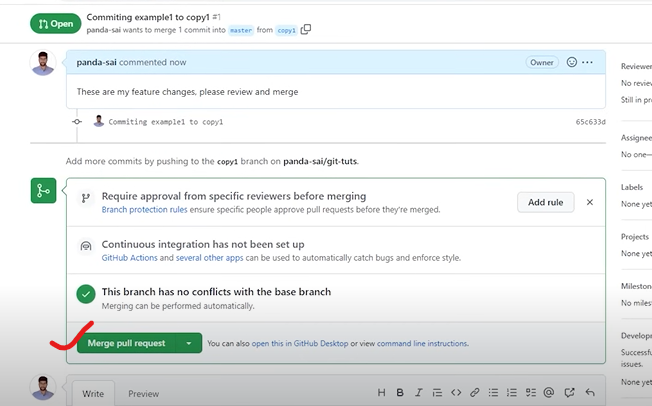 Open
Commiting example1 to copy1 #1
panda-sai wants to merge 1 commit into master from copy1
panda-sai commented now
Owner
These are my feature changes, please review and merge
Commiting example1 to copy1
65c633d
Add more commits by pushing to the copy1 branch on panda-sai/git-tuts.
Require approval from specific reviewers before merging
Branch protection rules ensure specific people approve pull requests before they're merged.
Add rule
Continuous integration has not been set up
GitHub Actions and several other apps can be used to automatically catch bugs and enforce style.
This branch has no conflicts with the base branch
Merging can be performed automatically.
Merge pull request
You can also open this in GitHub Desktop or view command line instructions.
Write
Preview
H B I
Reviewer
No revie
Still in pr
Assignee
No one—
Labels
None yet
Projects
None yet
Mileston
No miles
Develop
Successfu
issues.
None yet